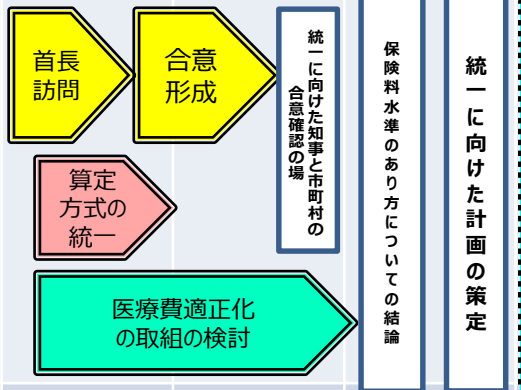 首長
訪問
合意
形成
統一に向けた知事と市町村の
合意確認の場
保険料水準のあり方についての結論
統一に向けた計画の策定
算定
方式の
統一
医療費適正化
の取組の検討